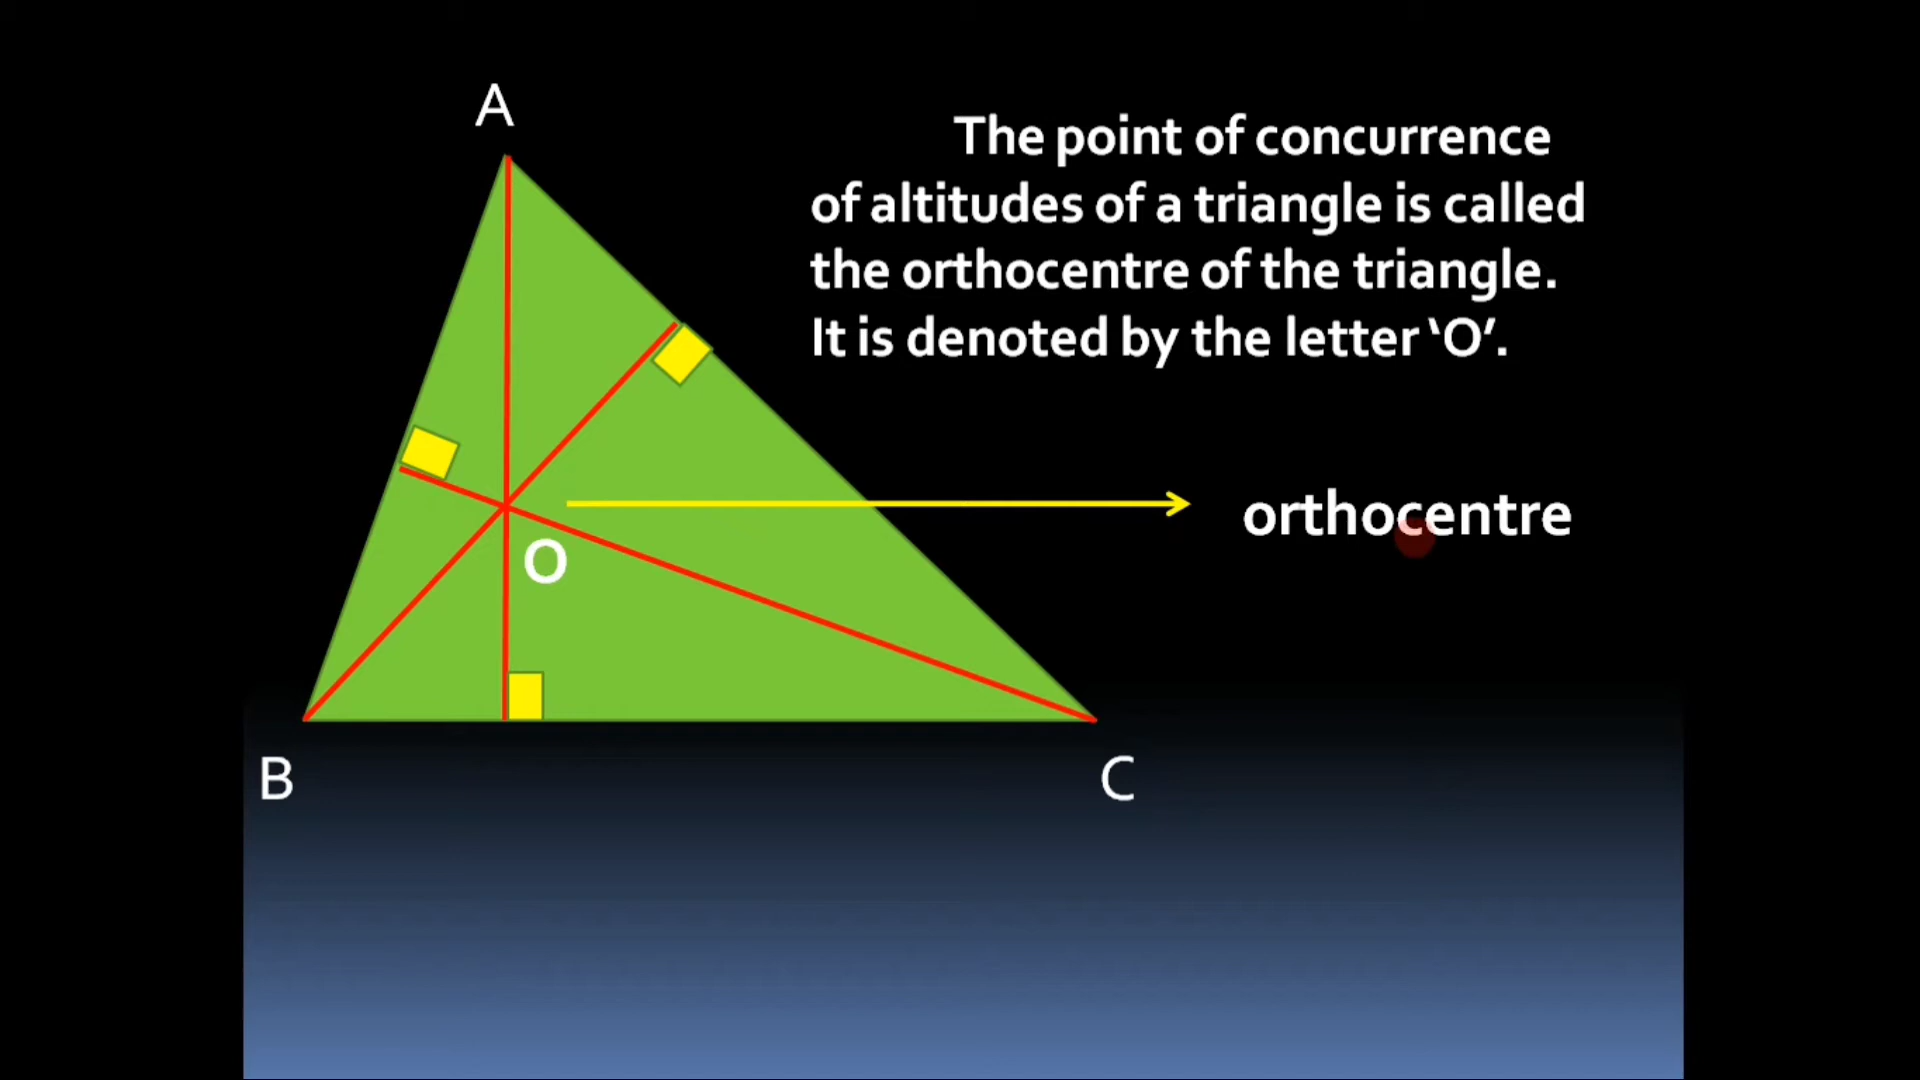 A
The point of concurrence
of altitudes of a triangle is called
the orthocentre of the triangle.
It is denoted by the letter ‘O’.
orthocentre
O
B
C